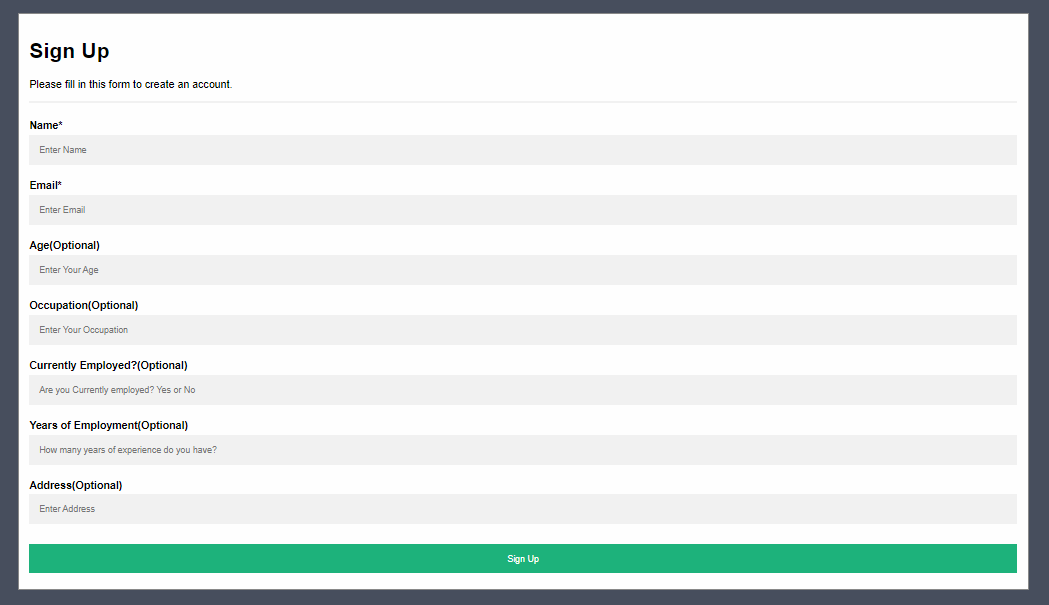 Sign Up
Please fill in this form to create an account.
Name*
Enter Name
Email*
Enter Email
Age(Optional)
Enter Your Age
Occupation(Optional)
Enter Your Occupation
Currently Employed?(Optional)
Are you Currently employed? Yes or No
Years of Employment(Optional)
How many years of experience do you have?
Address(Optional)
Enter Address
Sign Up